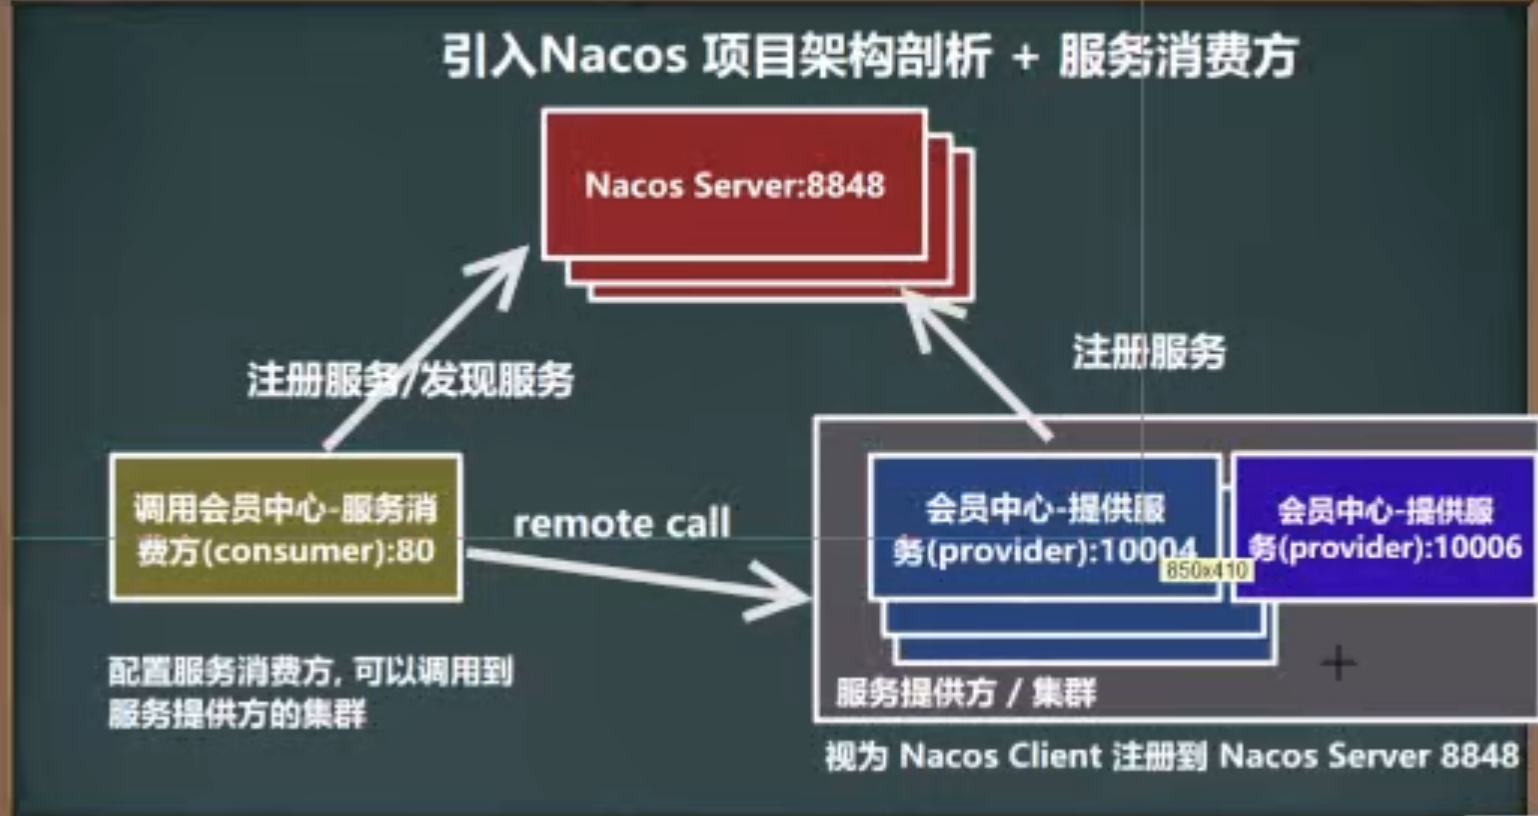 引入Nacos 项目架构剖析 + 服务消费方
Nacos Server:8848
注册服务/发现服务
注册服务
调用会员中心-服务消
费方(consumer):80
remote call
会员中心-提供服
务(provider):10004
会员中心-提供服
务(provider):10006
850x410
配置服务消费方, 可以调用到
服务提供方的集群
服务提供方 / 集群
视为 Nacos Client 注册到 Nacos Server 8848